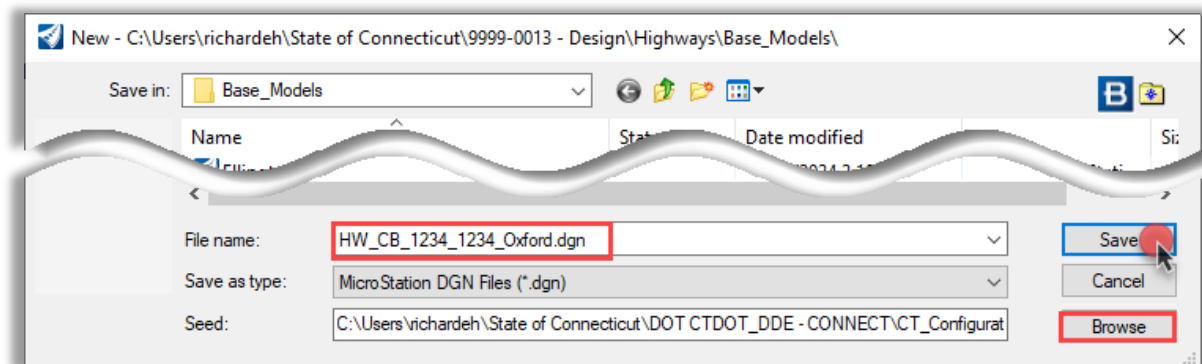 New - C:\Users\richardeh\State of Connecticut\9999-0013 - Design\Highways\Base_Models\
Save in: Base_Models
B
Name Date modified
File name: HW_CB_1234_1234_Oxford.dgn Save
Save as type: MicroStation DGN Files (*.dgn) Cancel
Seed: C:\Users\richardeh\State of Connecticut\DOT CTDOT_DDE - CONNECT\CT_Configurat Browse